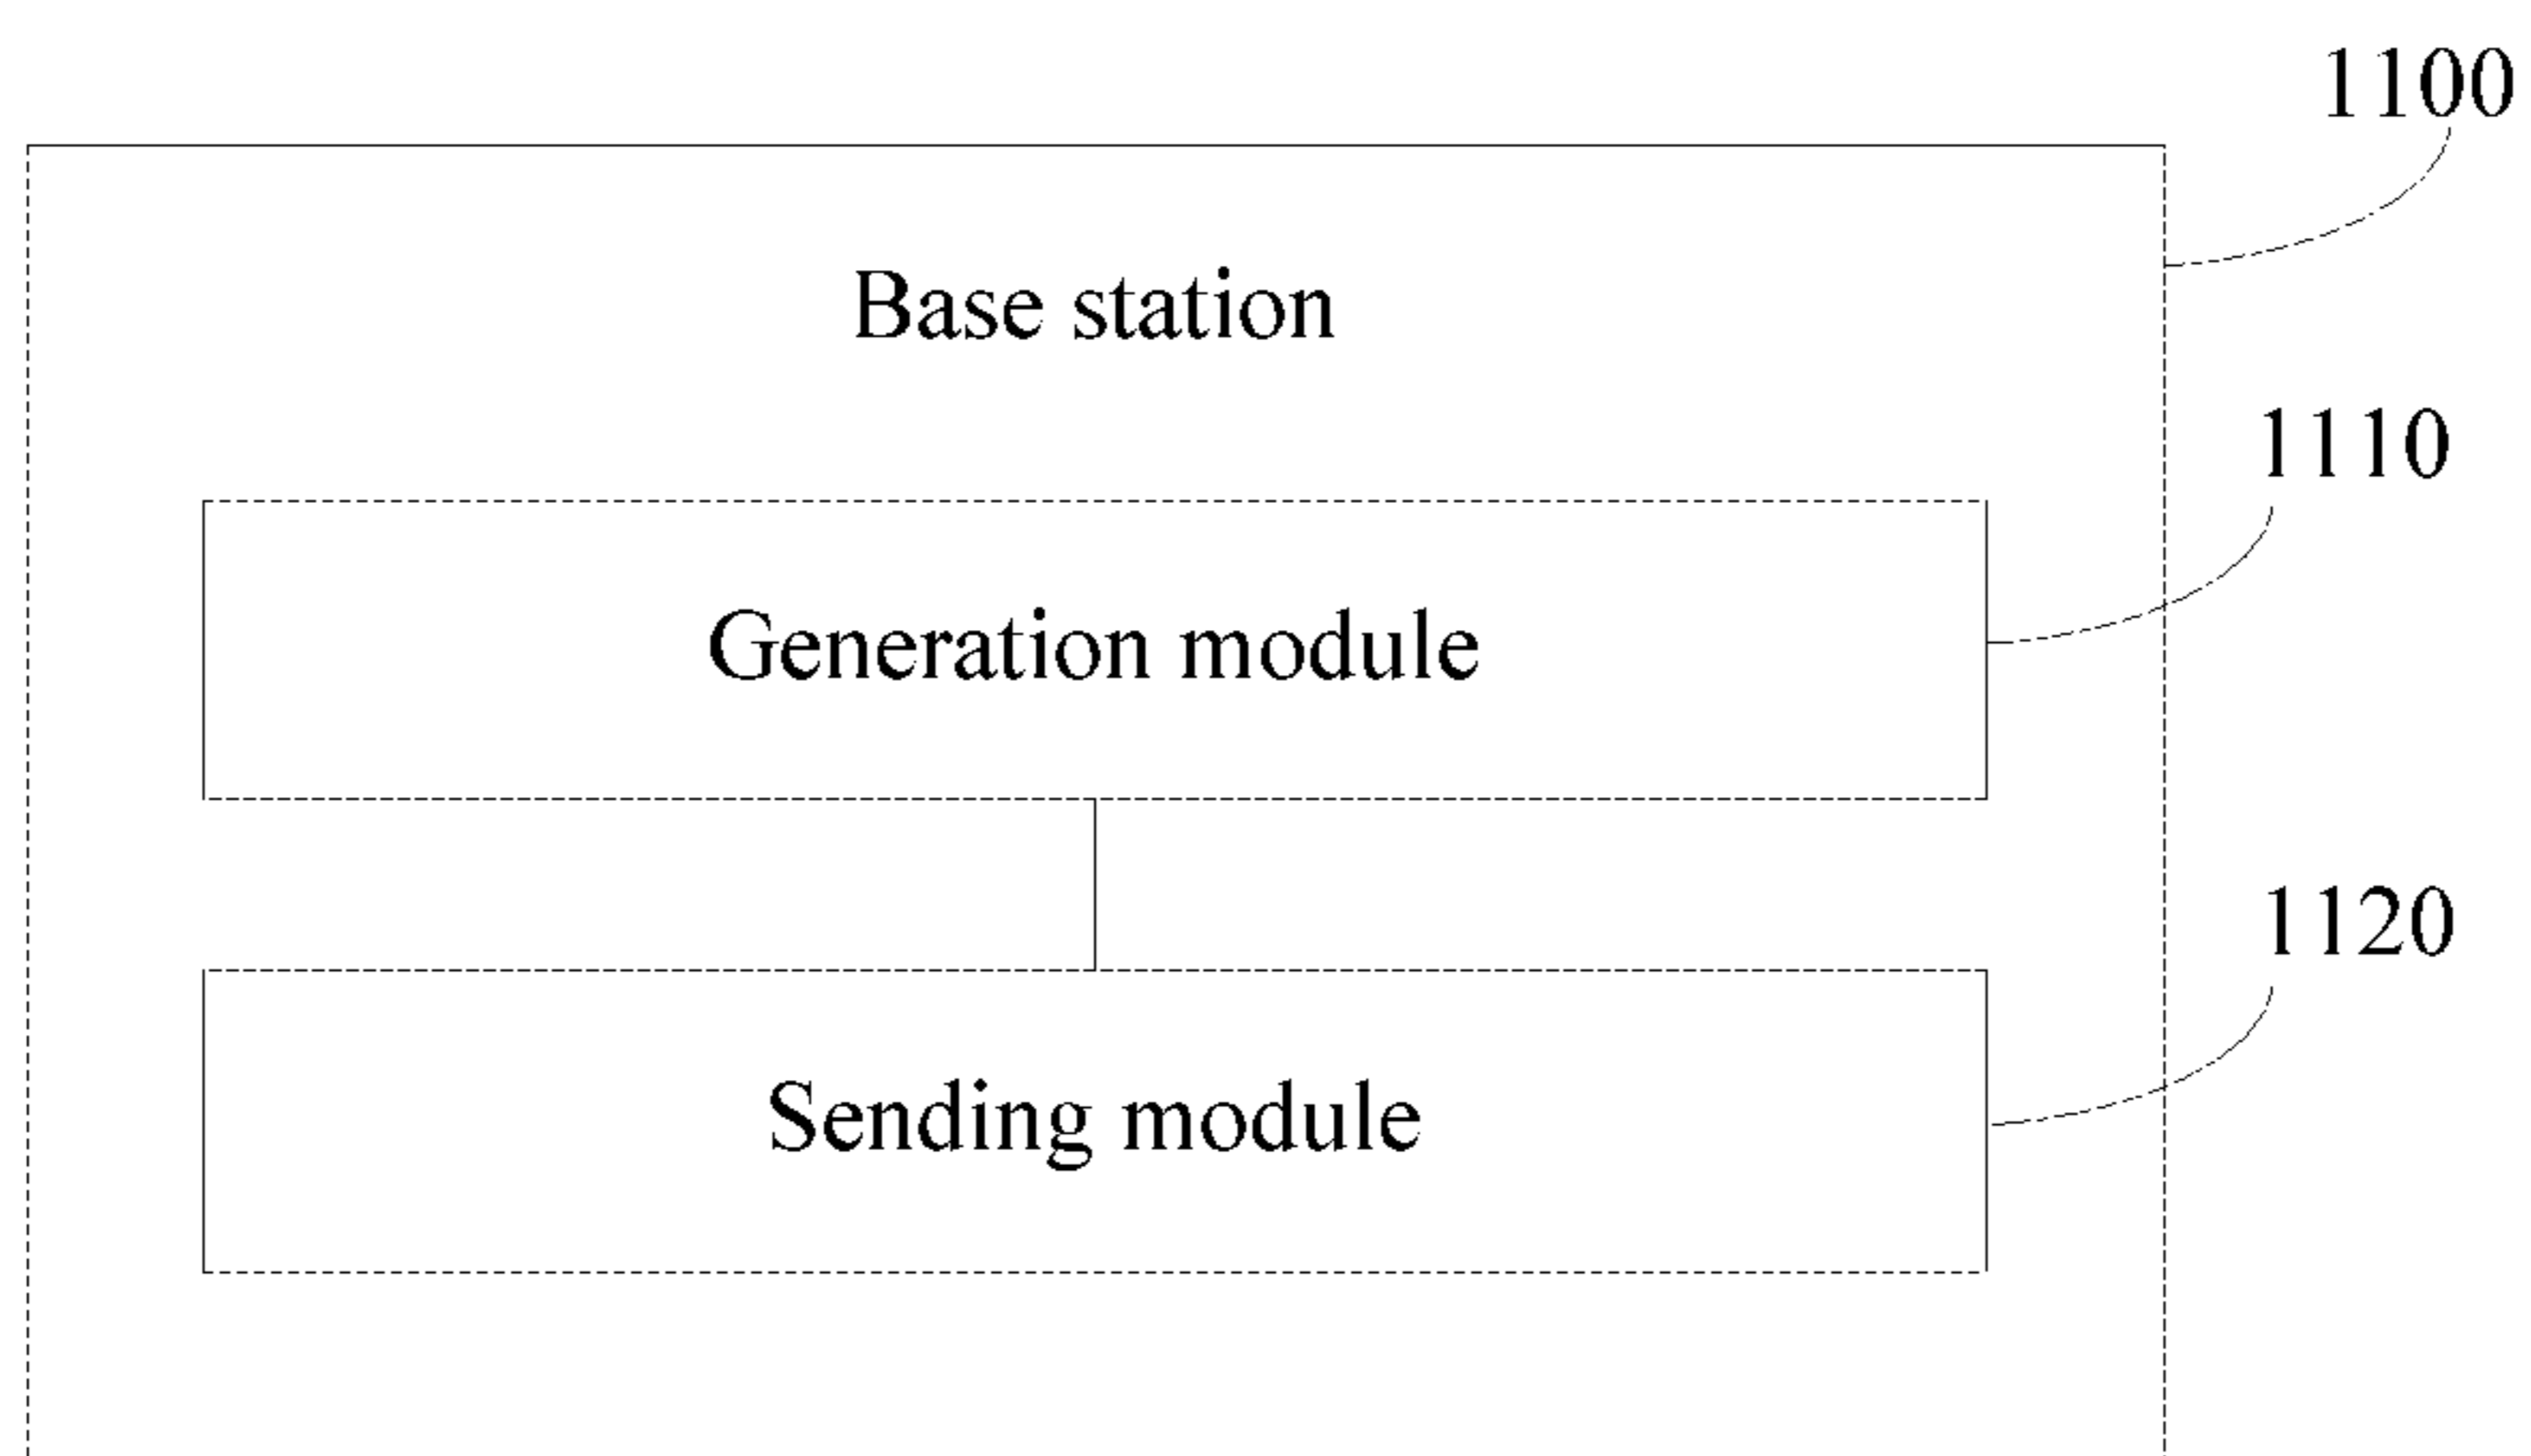 1100
Base station
1110
Generation module
1120
Sending module